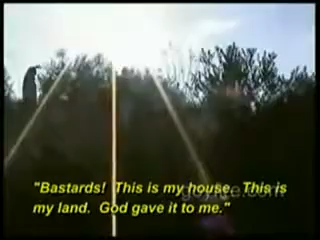 "Bastards!  This is my house.  This is
my land.  God gave it to me."